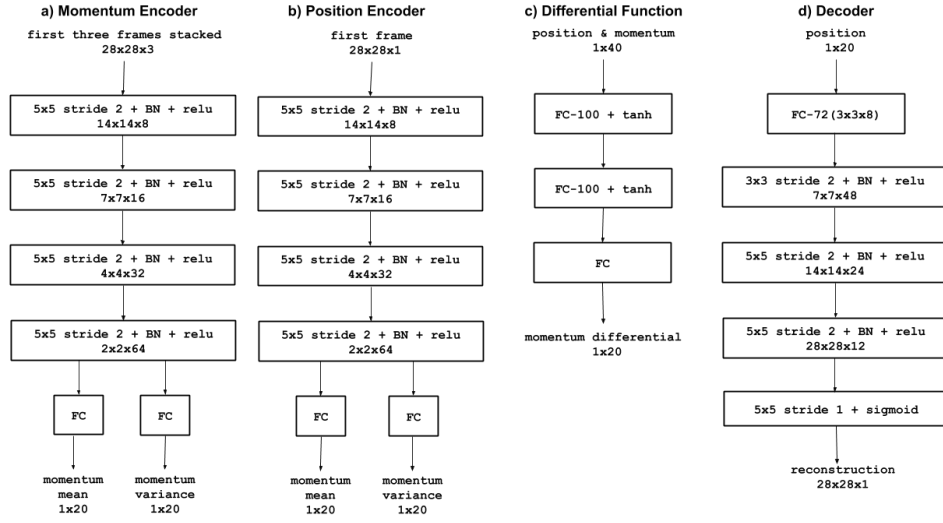 a) Momentum Encoder
first three frames stacked
28x28x3
5x5 stride 2 + BN + relu
14x14x8
5x5 stride 2 + BN + relu
7x7x16
5x5 stride 2 + BN + relu
4x4x32
5x5 stride 2 + BN + relu
2x2x64
FC
FC
momentum
mean
1x20
momentum
variance
1x20
b) Position Encoder
first frame
28x28x1
5x5 stride 2 + BN + relu
14x14x8
5x5 stride 2 + BN + relu
7x7x16
5x5 stride 2 + BN + relu
4x4x32
5x5 stride 2 + BN + relu
2x2x64
FC
FC
momentum
mean
1x20
momentum
variance
1x20
c) Differential Function
position & momentum
1x40
FC-100 + tanh
FC-100 + tanh
FC
momentum differential
1x20
d) Decoder
position
1x20
FC-72(3x3x8)
3x3 stride 2 + BN + relu
7x7x48
5x5 stride 2 + BN + relu
14x14x24
5x5 stride 2 + BN + relu
28x28x12
5x5 stride 1 + sigmoid
reconstruction
28x28x1